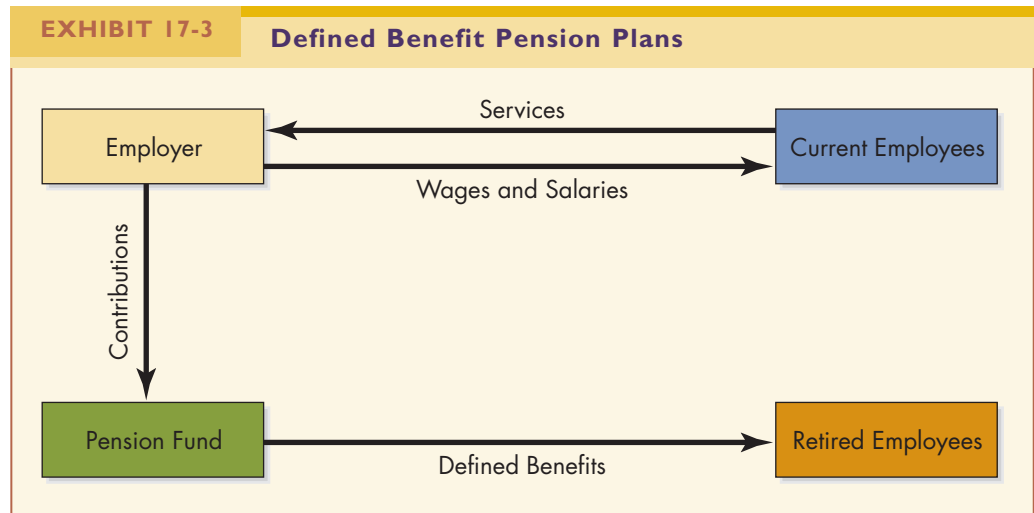 EXHIBIT 17-3
Defined Benefit Pension Plans
Services
Employer
Current Employees
Wages and Salaries
Contributions
Pension Fund
Retired Employees
Defined Benefits